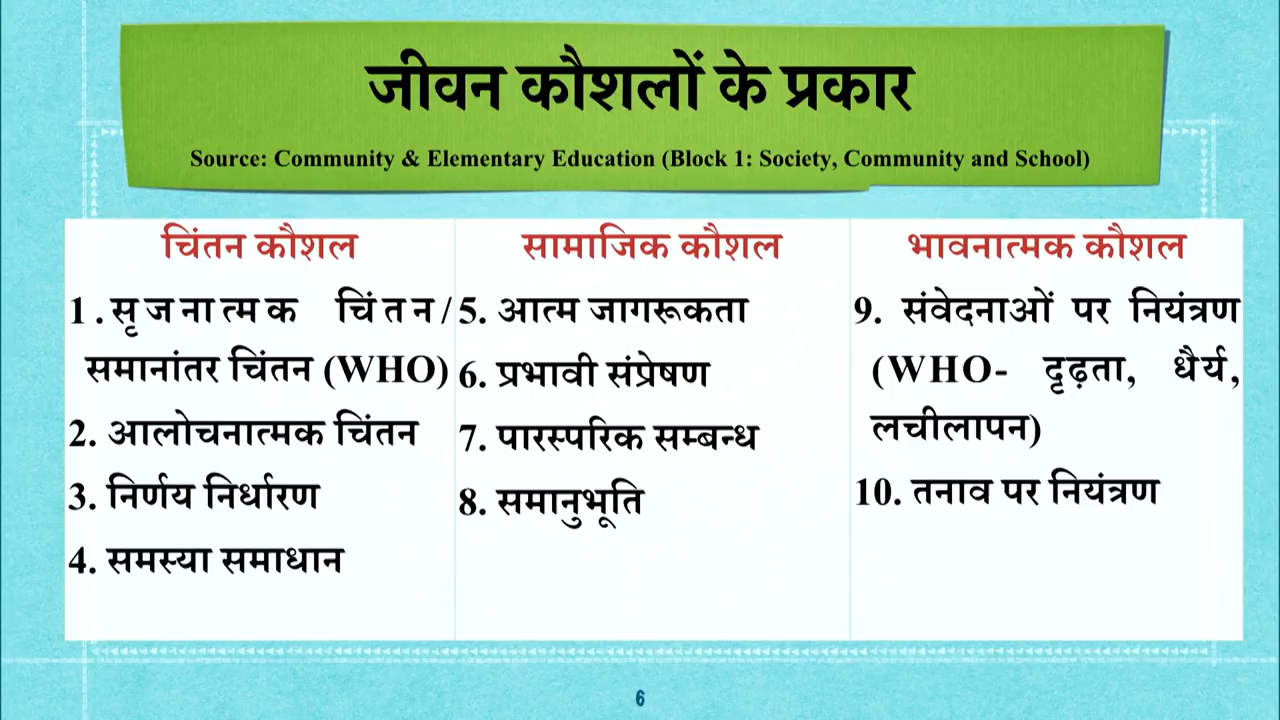 जीवन कौशलों के प्रकार
Source: Community & Elementary Education (Block 1: Society, Community and School)
चिंतन कौशल
1.सृजनात्मक चिंतन/
समानांतर चिंतन (WHO)
2. आलोचनात्मक चिंतन
3. निर्णय निर्धारण
4. समस्या समाधान
सामाजिक कौशल
5. आत्म जागरूकता
6. प्रभावी संप्रेषण
7. पारस्परिक सम्बन्ध
8. समानुभूति
भावनात्मक कौशल
9. संवेदनाओं पर नियंत्रण
(WHO- दृढ़ता, धैर्य,
लचीलापन)
10. तनाव पर नियंत्रण
6